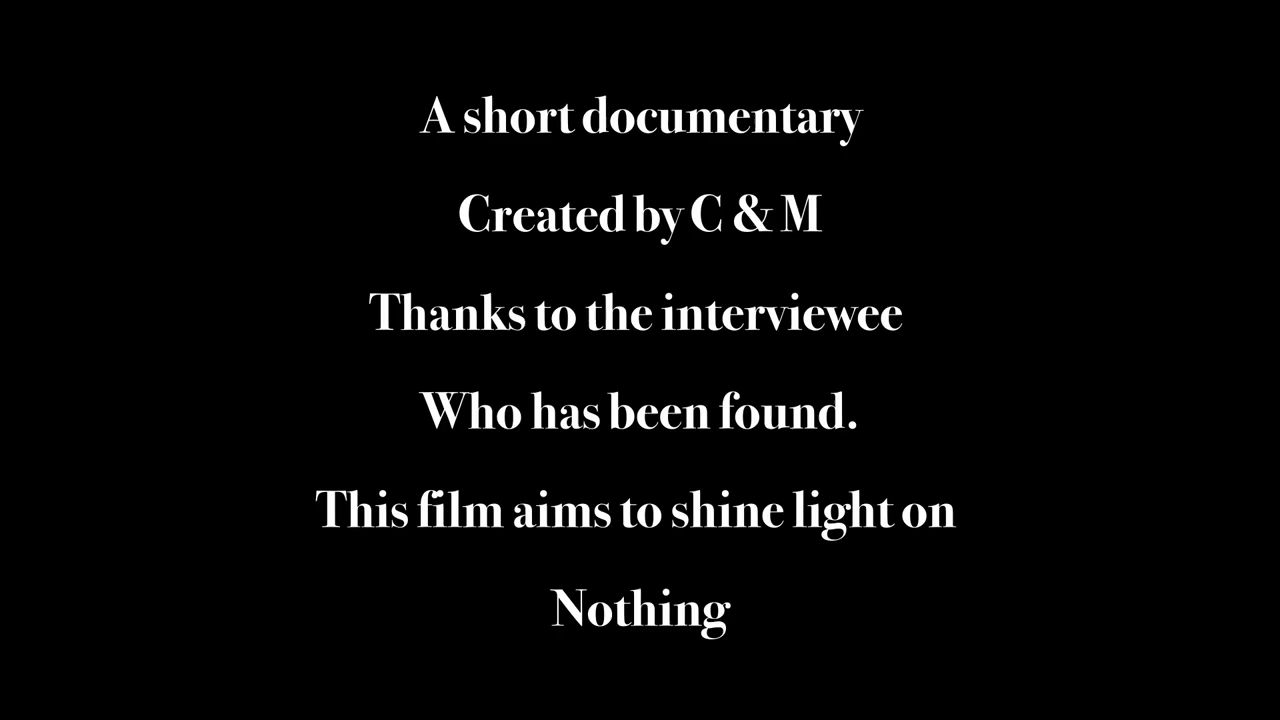 A short documentary
Created by C & M
Thanks to the interviewee
Who has been found.
This film aims to shine light on
Nothing